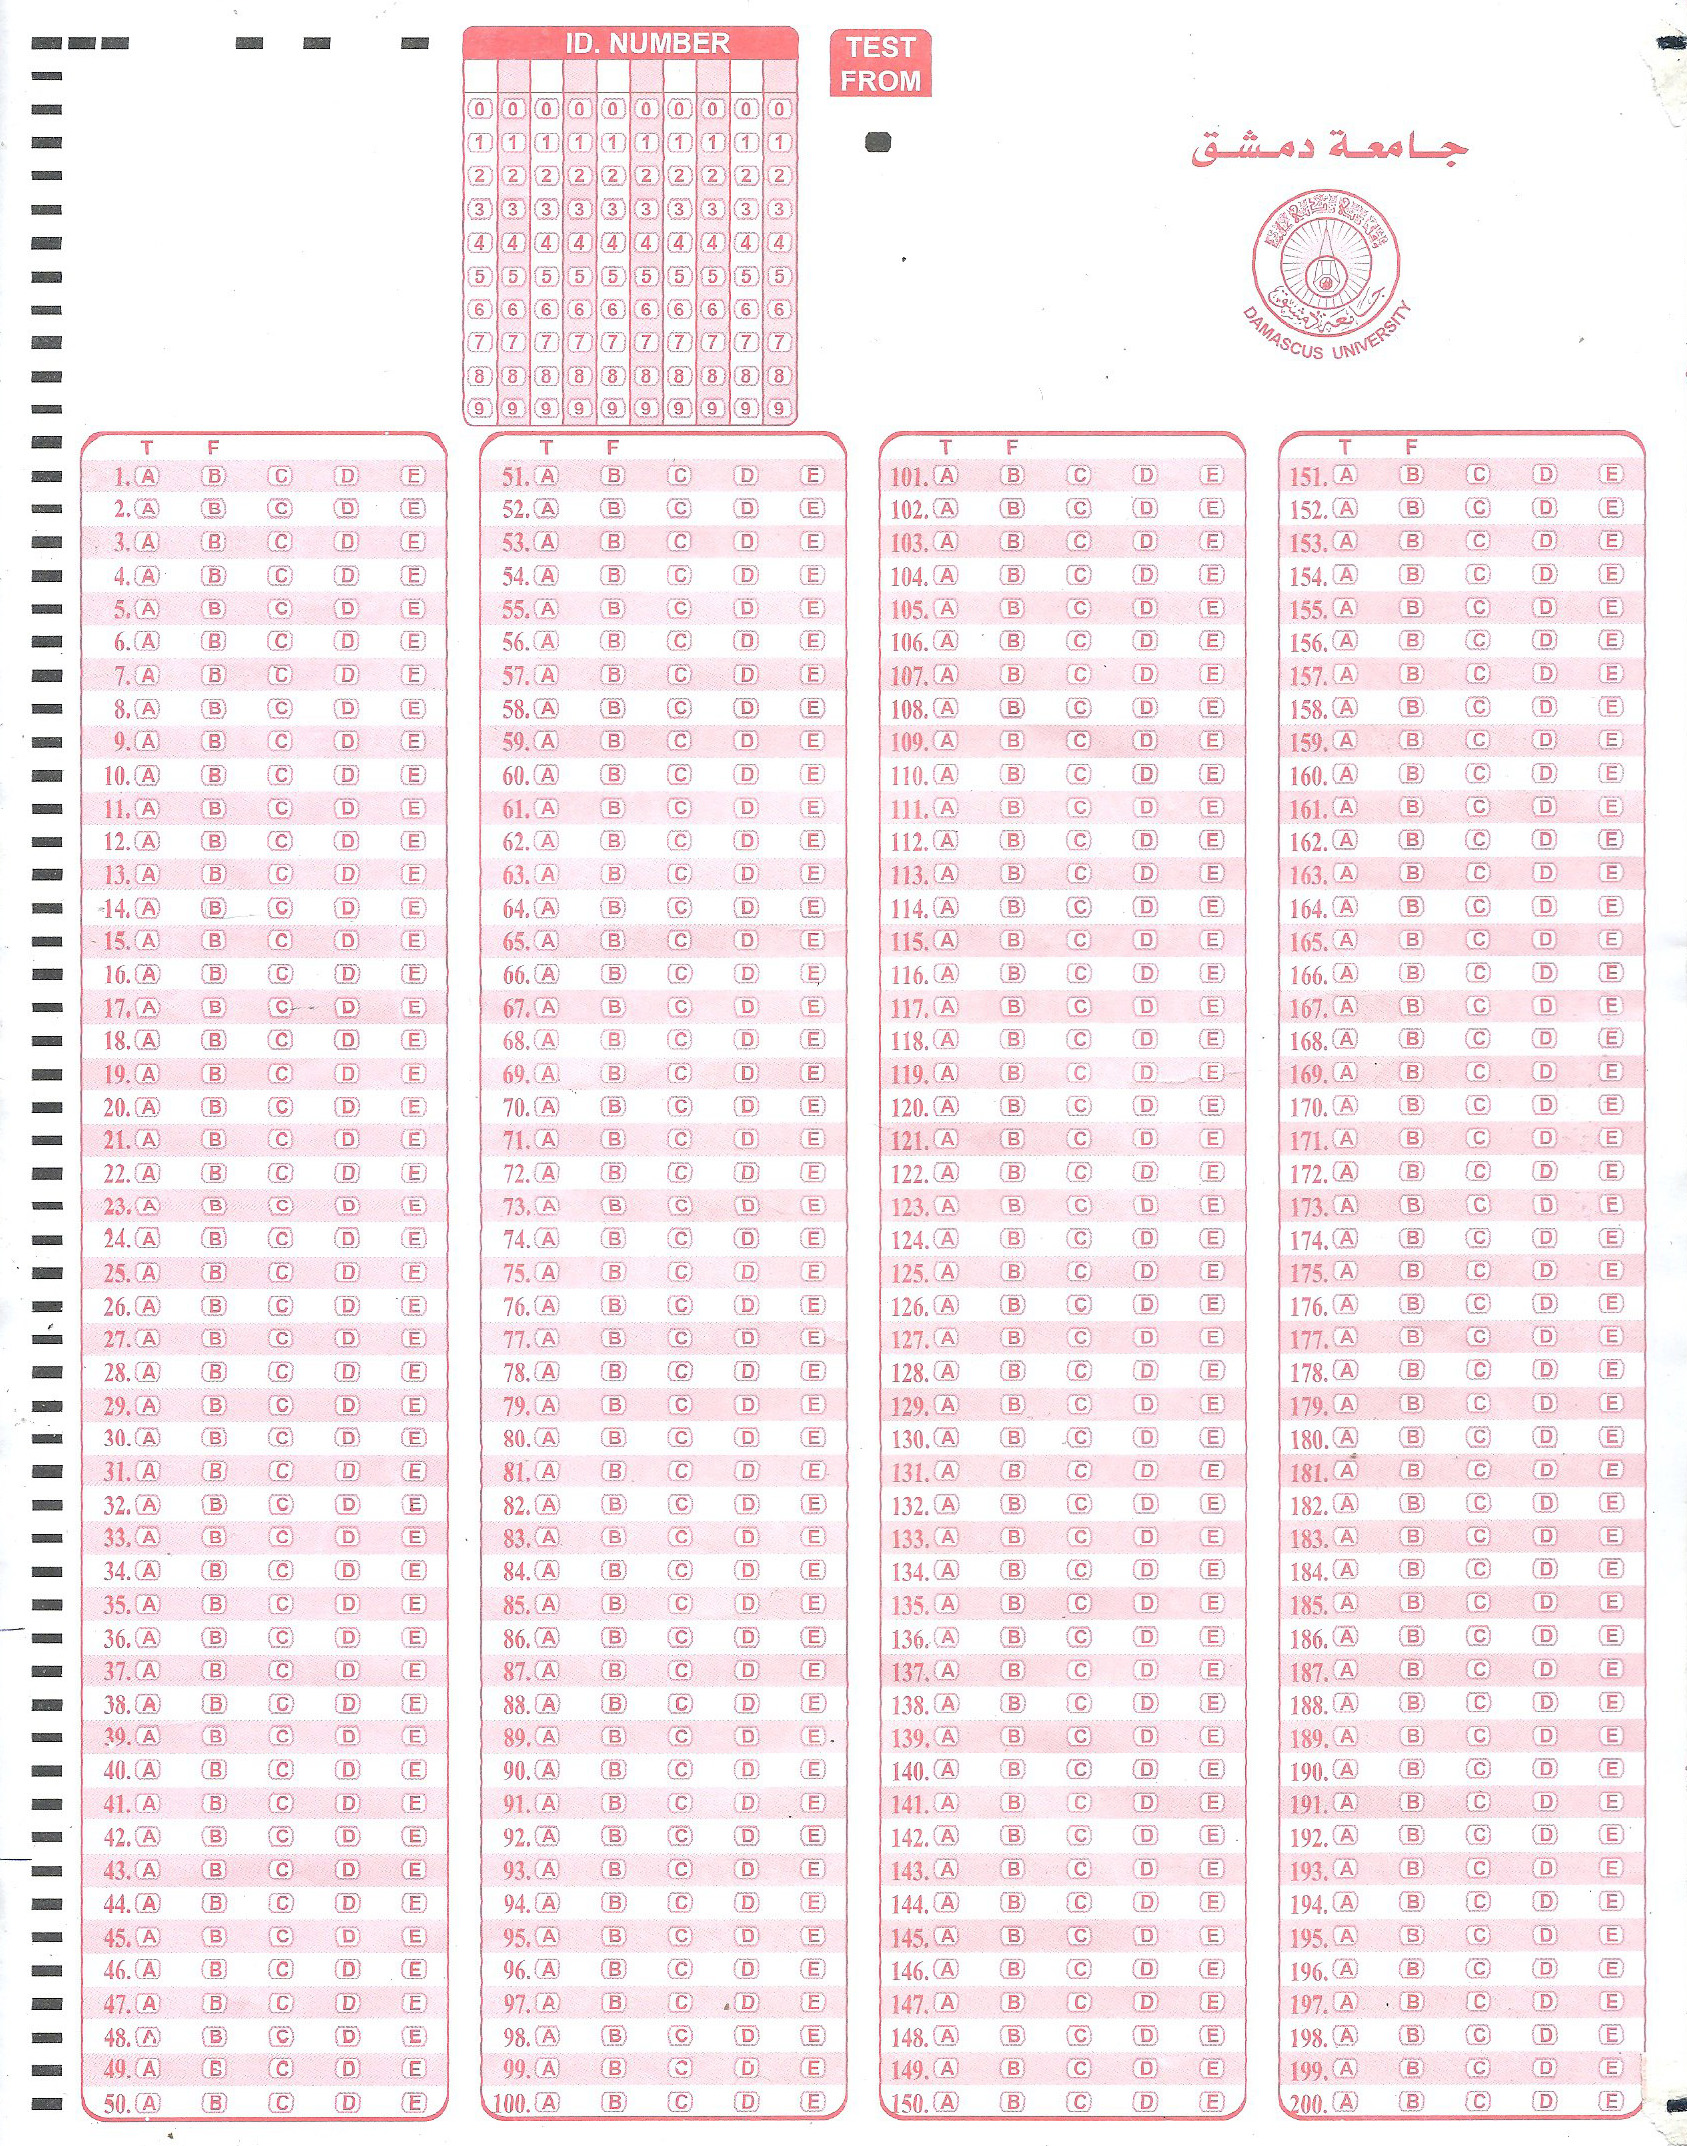 ID. NUMBER
0 0 0 0 0 0 0 0 0 0
1 1 1 1 1 1 1 1 1 1
2 2 2 2 2 2 2 2 2 2
3 3 3 3 3 3 3 3 3 3
4 4 4 4 4 4 4 4 4 4
5 5 5 5 5 5 5 5 5 5
6 6 6 6 6 6 6 6 6 6
7 7 7 7 7 7 7 7 7 7
8 8 8 8 8 8 8 8 8 8
9 9 9 9 9 9 9 9 9 9
TEST
FROM
جامعة دمشق
DAMASCUS UNIVERSITY
T F
1. A B C D E
2. A B C D E
3. A B C D E
4. A B C D E
5. A B C D E
6. A B C D E
7. A B C D E
8. A B C D E
9. A B C D E
10. A B C D E
11. A B C D E
12. A B C D E
13. A B C D E
14. A B C D E
15. A B C D E
16. A B C D E
17. A B C D E
18. A B C D E
19. A B C D E
20. A B C D E
21. A B C D E
22. A B C D E
23. A B C D E
24. A B C D E
25. A B C D E
26. A B C D E
27. A B C D E
28. A B C D E
29. A B C D E
30. A B C D E
31. A B C D E
32. A B C D E
33. A B C D E
34. A B C D E
35. A B C D E
36. A B C D E
37. A B C D E
38. A B C D E
39. A B C D E
40. A B C D E
41. A B C D E
42. A B C D E
43. A B C D E
44. A B C D E
45. A B C D E
46. A B C D E
47. A B C D E
48. A B C D E
49. A B C D E
50. A B C D E
T F
51. A B C D E
52. A B C D E
53. A B C D E
54. A B C D E
55. A B C D E
56. A B C D E
57. A B C D E
58. A B C D E
59. A B C D E
60. A B C D E
61. A B C D E
62. A B C D E
63. A B C D E
64. A B C D E
65. A B C D E
66. A B C D E
67. A B C D E
68. A B C D E
69. A B C D E
70. A B C D E
71. A B C D E
72. A B C D E
73. A B C D E
74. A B C D E
75. A B C D E
76. A B C D E
77. A B C D E
78. A B C D E
79. A B C D E
80. A B C D E
81. A B C D E
82. A B C D E
83. A B C D E
84. A B C D E
85. A B C D E
86. A B C D E
87. A B C D E
88. A B C D E
89. A B C D E
90. A B C D E
91. A B C D E
92. A B C D E
93. A B C D E
94. A B C D E
95. A B C D E
96. A B C D E
97. A B C D E
98. A B C D E
99. A B C D E
100. A B C D E
T F
101. A B C D E
102. A B C D E
103. A B C D E
104. A B C D E
105. A B C D E
106. A B C D E
107. A B C D E
108. A B C D E
109. A B C D E
110. A B C D E
111. A B C D E
112. A B C D E
113. A B C D E
114. A B C D E
115. A B C D E
116. A B C D E
117. A B C D E
118. A B C D E
119. A B C D E
120. A B C D E
121. A B C D E
122. A B C D E
123. A B C D E
124. A B C D E
125. A B C D E
126. A B C D E
127. A B C D E
128. A B C D E
129. A B C D E
130. A B C D E
131. A B C D E
132. A B C D E
133. A B C D E
134. A B C D E
135. A B C D E
136. A B C D E
137. A B C D E
138. A B C D E
139. A B C D E
140. A B C D E
141. A B C D E
142. A B C D E
143. A B C D E
144. A B C D E
145. A B C D E
146. A B C D E
147. A B C D E
148. A B C D E
149. A B C D E
150. A B C D E
T F
151. A B C D E
152. A B C D E
153. A B C D E
154. A B C D E
155. A B C D E
156. A B C D E
157. A B C D E
158. A B C D E
159. A B C D E
160. A B C D E
161. A B C D E
162. A B C D E
163. A B C D E
164. A B C D E
165. A B C D E
166. A B C D E
167. A B C D E
168. A B C D E
169. A B C D E
170. A B C D E
171. A B C D E
172. A B C D E
173. A B C D E
174. A B C D E
175. A B C D E
176. A B C D E
177. A B C D E
178. A B C D E
179. A B C D E
180. A B C D E
181. A B C D E
182. A B C D E
183. A B C D E
184. A B C D E
185. A B C D E
186. A B C D E
187. A B C D E
188. A B C D E
189. A B C D E
190. A B C D E
191. A B C D E
192. A B C D E
193. A B C D E
194. A B C D E
195. A B C D E
196. A B C D E
197. A B C D E
198. A B C D E
199. A B C D E
200. A B C D E